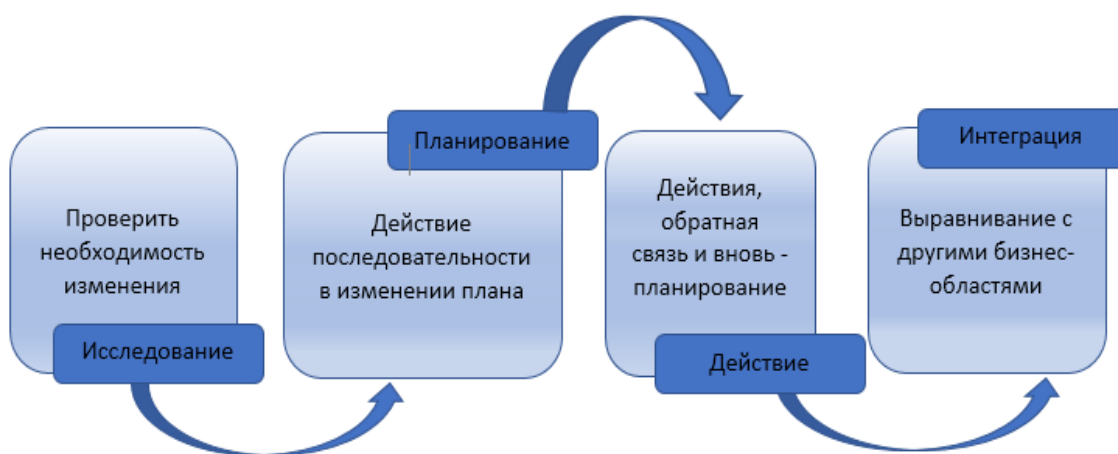 Проверить
необходимость
изменения
Исследование
Планирование
Действие
последовательности
в изменении плана
Действия,
обратная
связь и вновь -
планирование
Действие
Интеграция
Выравнивание с
другими бизнес-
областями